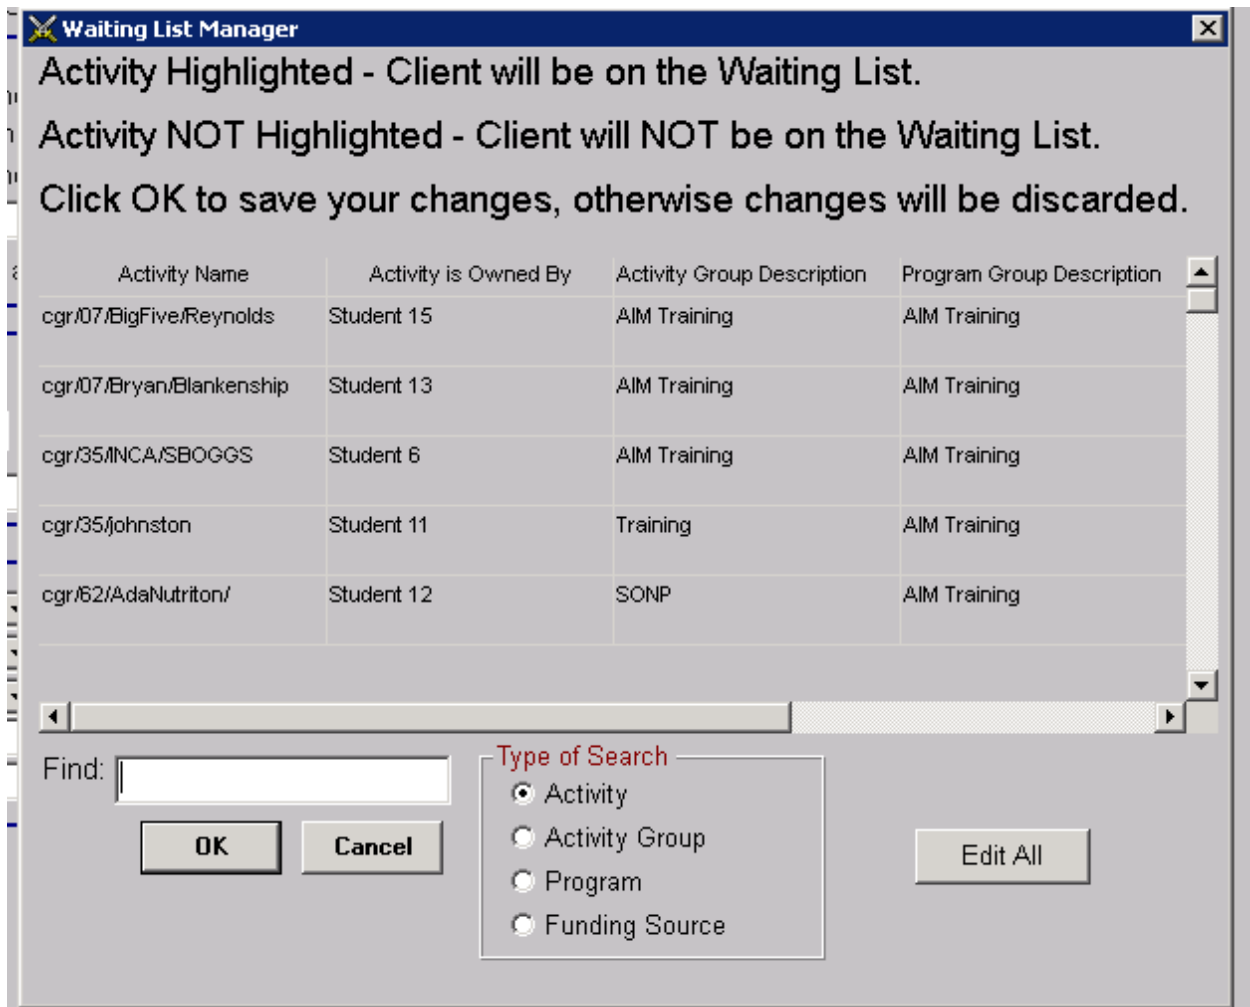 Waiting List Manager
Activity Highlighted - Client will be on the Waiting List.
Activity NOT Highlighted - Client will NOT be on the Waiting List.
Click OK to save your changes, otherwise changes will be discarded.
Activity Name Activity is Owned By Activity Group Description Program Group Description
cgr/07/BigFive/Reynolds Student 15 AIM Training AIM Training
cgr/07/Bryan/Blankenship Student 13 AIM Training AIM Training
cgr/35/INCA/SBOGGS Student 6 AIM Training AIM Training
cgr/35/johnston Student 11 Training AIM Training
cgr/62/AdaNutriton/ Student 12 SONP AIM Training
Find:
OK Cancel
Type of Search
Activity
Activity Group
Program
Funding Source
Edit All